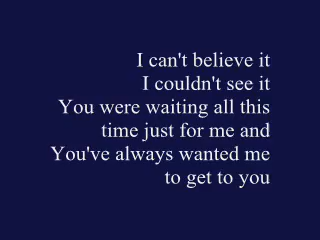 I can't believe it
I couldn't see it
You were waiting all this
time just for me and
You've always wanted me
to get to you